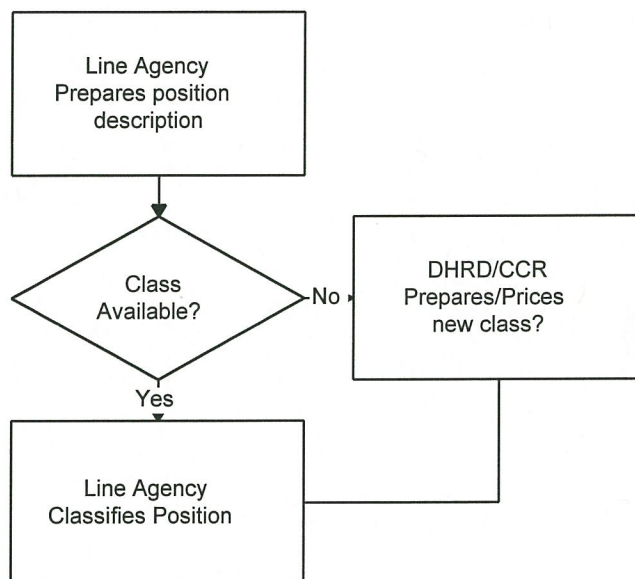 Line Agency
Prepares position
description
Class
Available?
No
DHRD/CCR
Prepares/Prices
new class?
Yes
Line Agency
Classifies Position